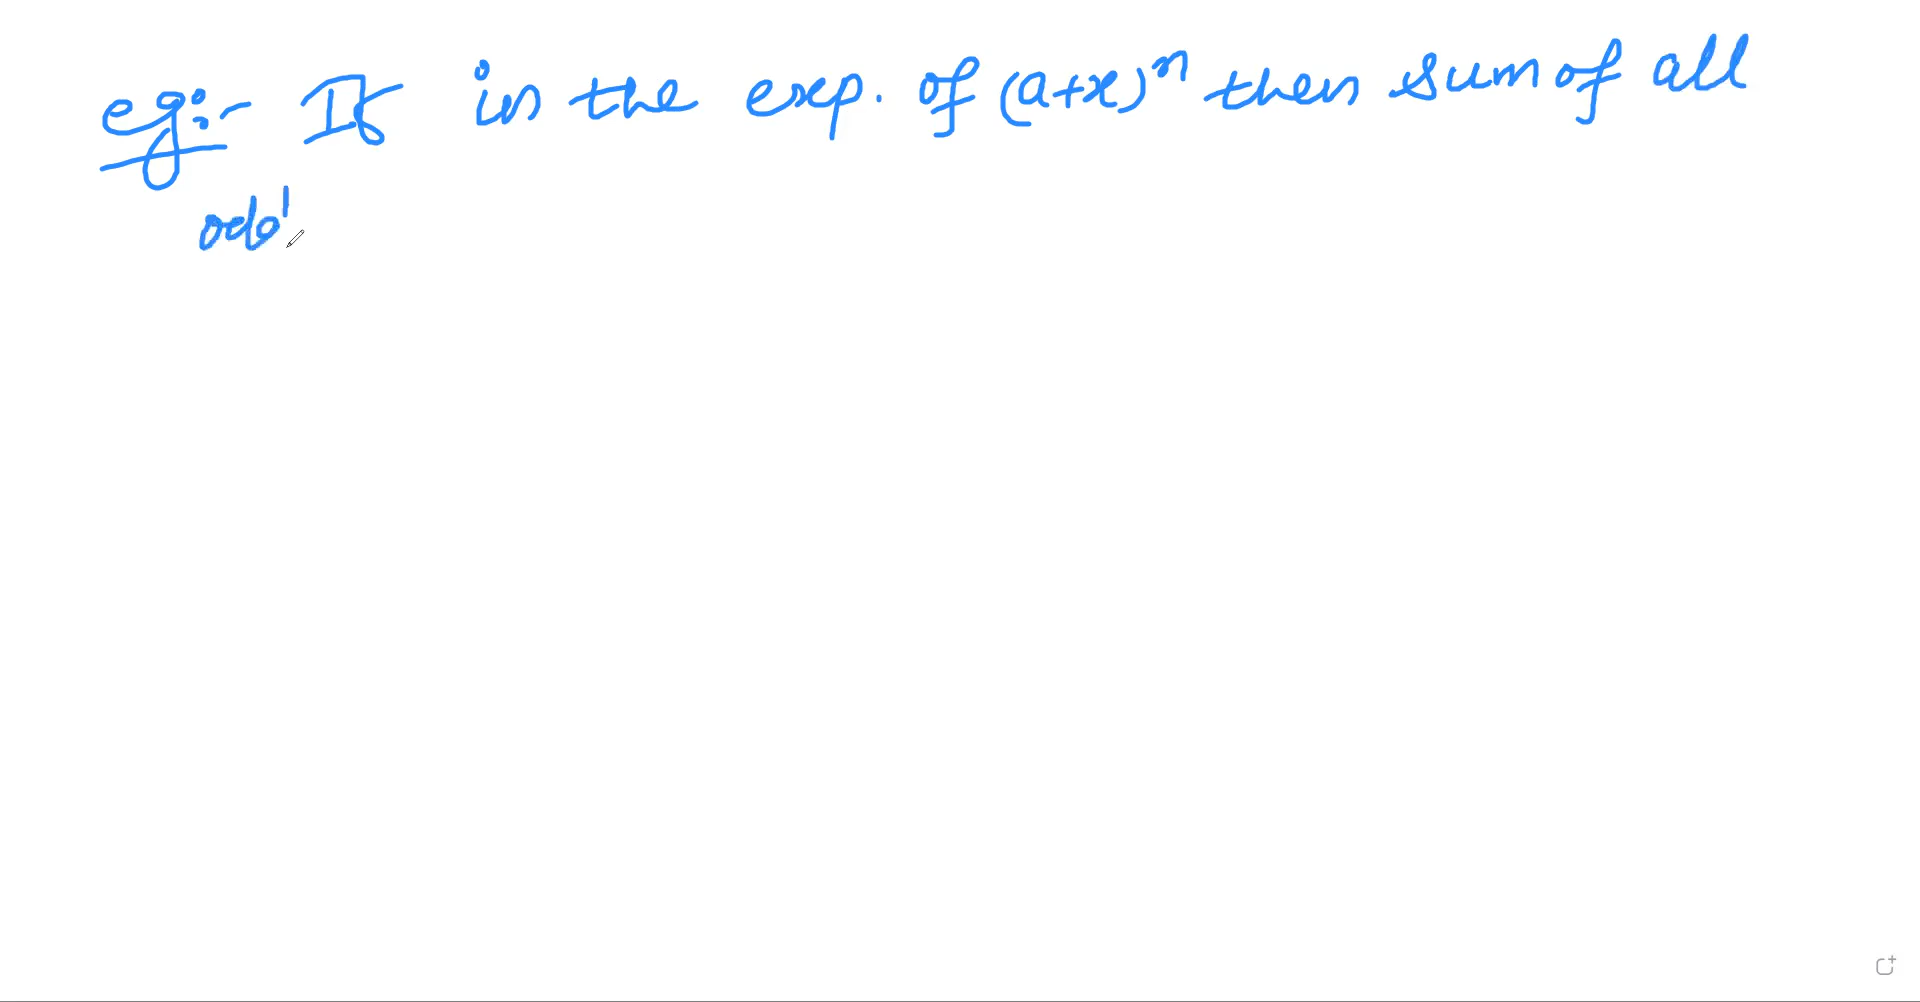 eg:- If in the exp. of (a+x)^n then sum of all
odd